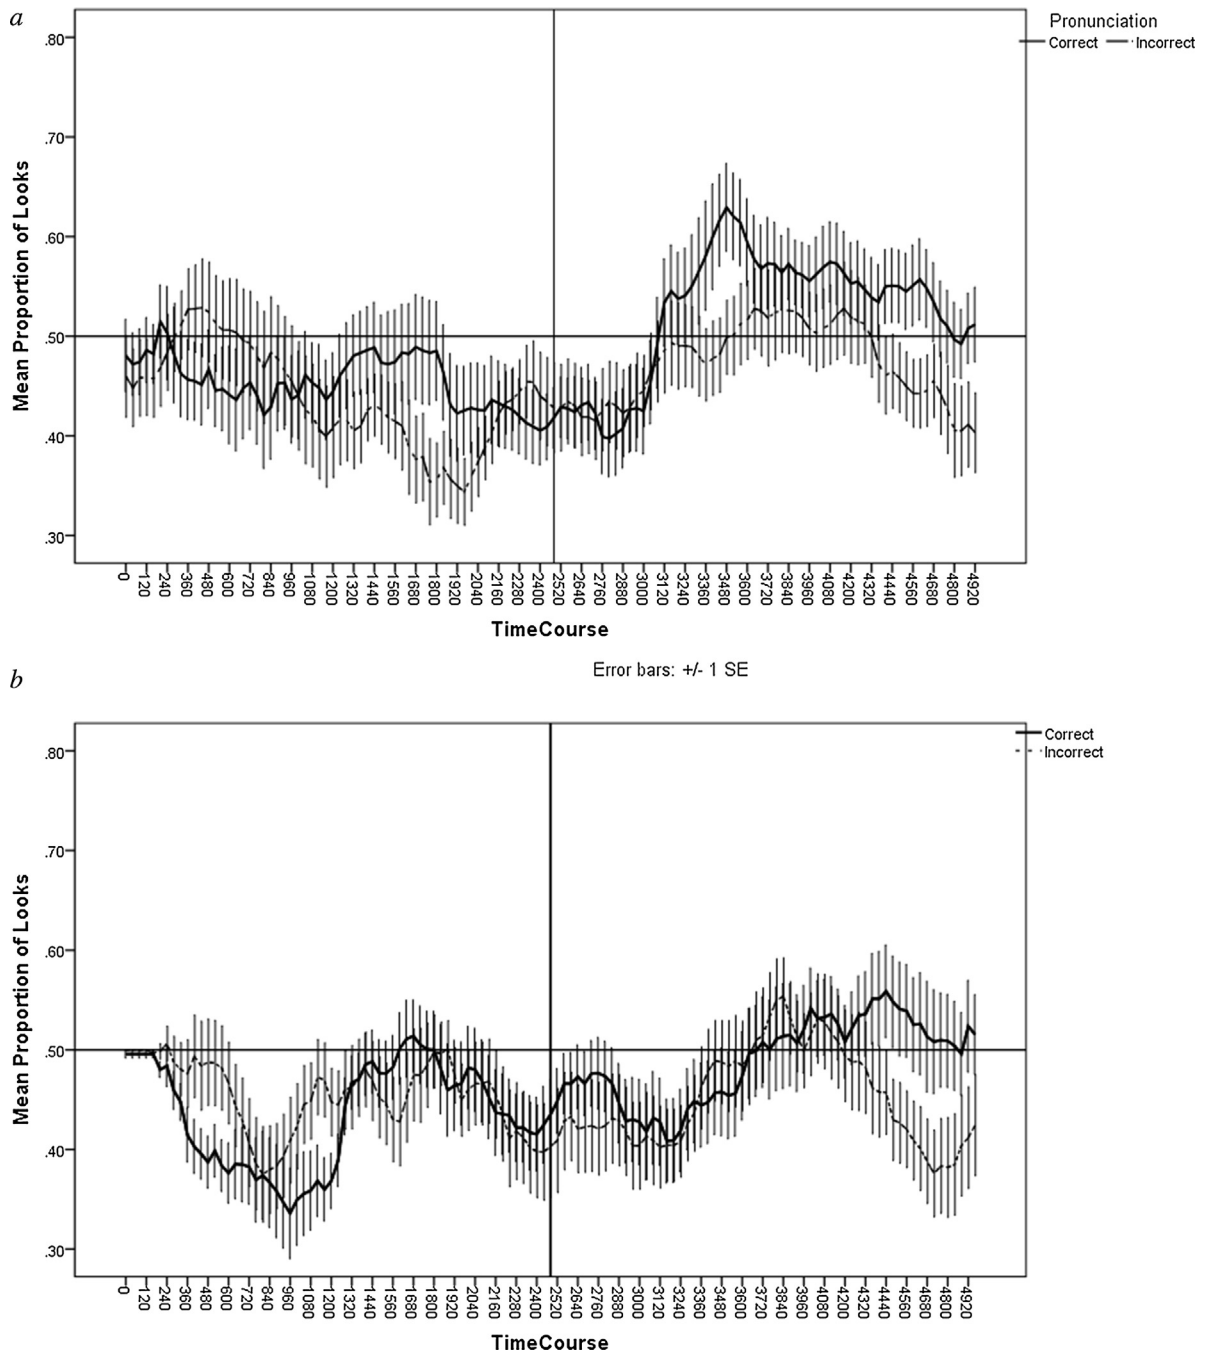 a
Pronunciation
Correct Incorrect
.80
.70
.60
.50
.40
.30
Mean Proportion of Looks
0 120 240 360 480 600 720 840 960 1080 1200 1320 1440 1560 1680 1800 1920 2040 2160 2280 2400 2520 2640 2760 2880 3000 3120 3240 3360 3480 3600 3720 3840 3960 4080 4200 4320 4440 4560 4680 4800 4920
TimeCourse
Error bars: +/- 1 SE
b
Correct
Incorrect
.80
.70
.60
.50
.40
.30
Mean Proportion of Looks
0 120 240 360 480 600 720 840 960 1080 1200 1320 1440 1560 1680 1800 1920 2040 2160 2280 2400 2520 2640 2760 2880 3000 3120 3240 3360 3480 3600 3720 3840 3960 4080 4200 4320 4440 4560 4680 4800 4920
TimeCourse